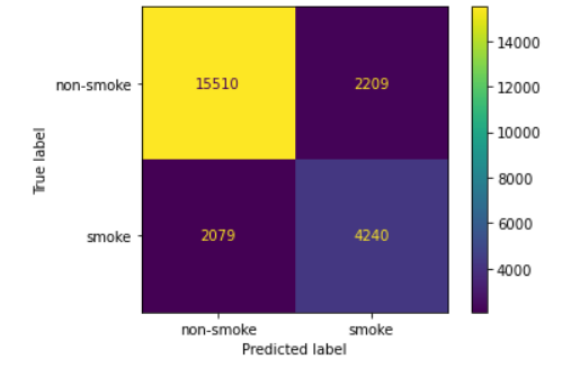 non-smoke
smoke
True label
15510 2209
2079 4240
non-smoke smoke
Predicted label
14000
12000
10000
8000
6000
4000